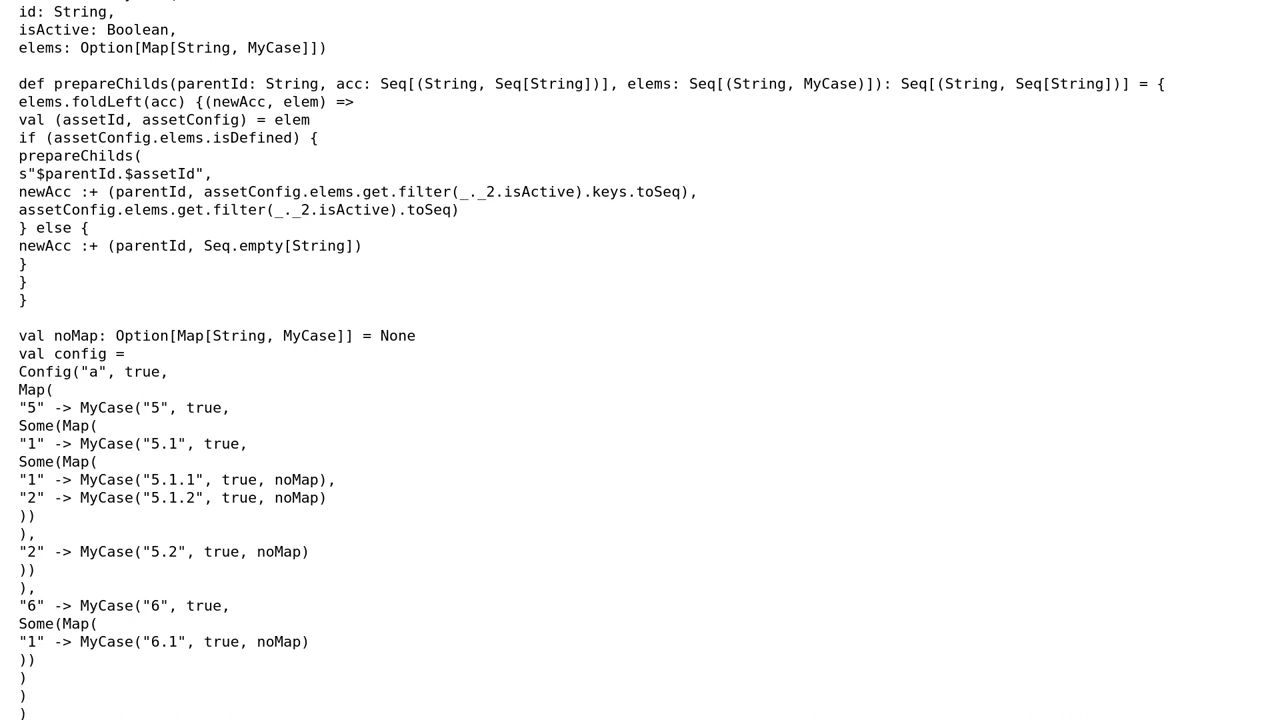 id: String,
isActive: Boolean,
elems: Option[Map[String, MyCase]])
def prepareChilds(parentId: String, acc: Seq[(String, Seq[String])], elems: Seq[(String, MyCase)]): Seq[(String, Seq[String])] = {
elems.foldLeft(acc) {(newAcc, elem) =>
val (assetId, assetConfig) = elem
if (assetConfig.elems.isDefined) {
prepareChilds(
s"$parentId.$assetId",
newAcc :+ (parentId, assetConfig.elems.get.filter(_._2.isActive).keys.toSeq),
assetConfig.elems.get.filter(_._2.isActive).toSeq)
} else {
newAcc :+ (parentId, Seq.empty[String])
}
}
}
val noMap: Option[Map[String, MyCase]] = None
val config =
Config("a", true,
Map(
"5" -> MyCase("5", true,
Some(Map(
"1" -> MyCase("5.1", true,
Some(Map(
"1" -> MyCase("5.1.1", true, noMap),
"2" -> MyCase("5.1.2", true, noMap)
))
),
"2" -> MyCase("5.2", true, noMap)
))
),
"6" -> MyCase("6", true,
Some(Map(
"1" -> MyCase("6.1", true, noMap)
))
)
)
)